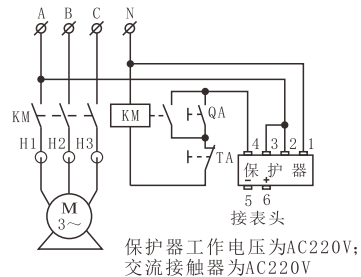 A B C N
KM
KM
QA
H1 H2 H3
TA
4 3 2 1
保护器
- +
5 6
M
3~
接表头
保护器工作电压为AC220V;
交流接触器为AC220V